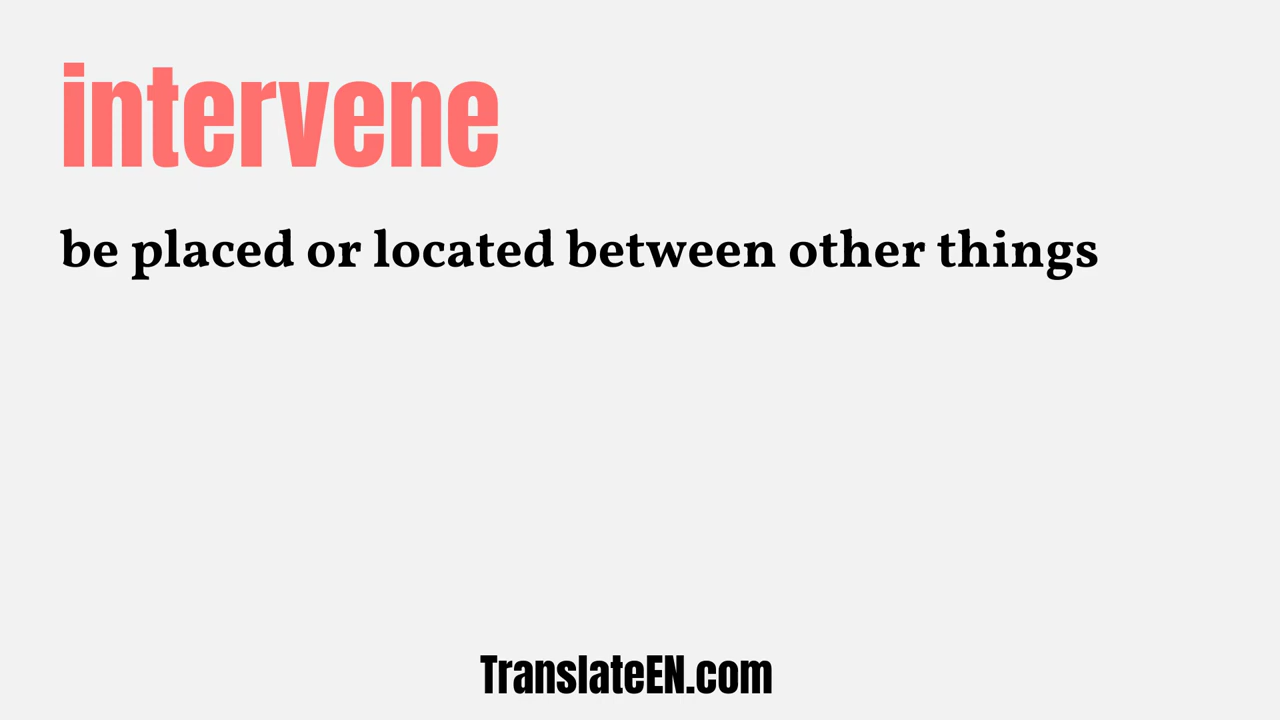 intervene
be placed or located between other things
TranslateEN.com